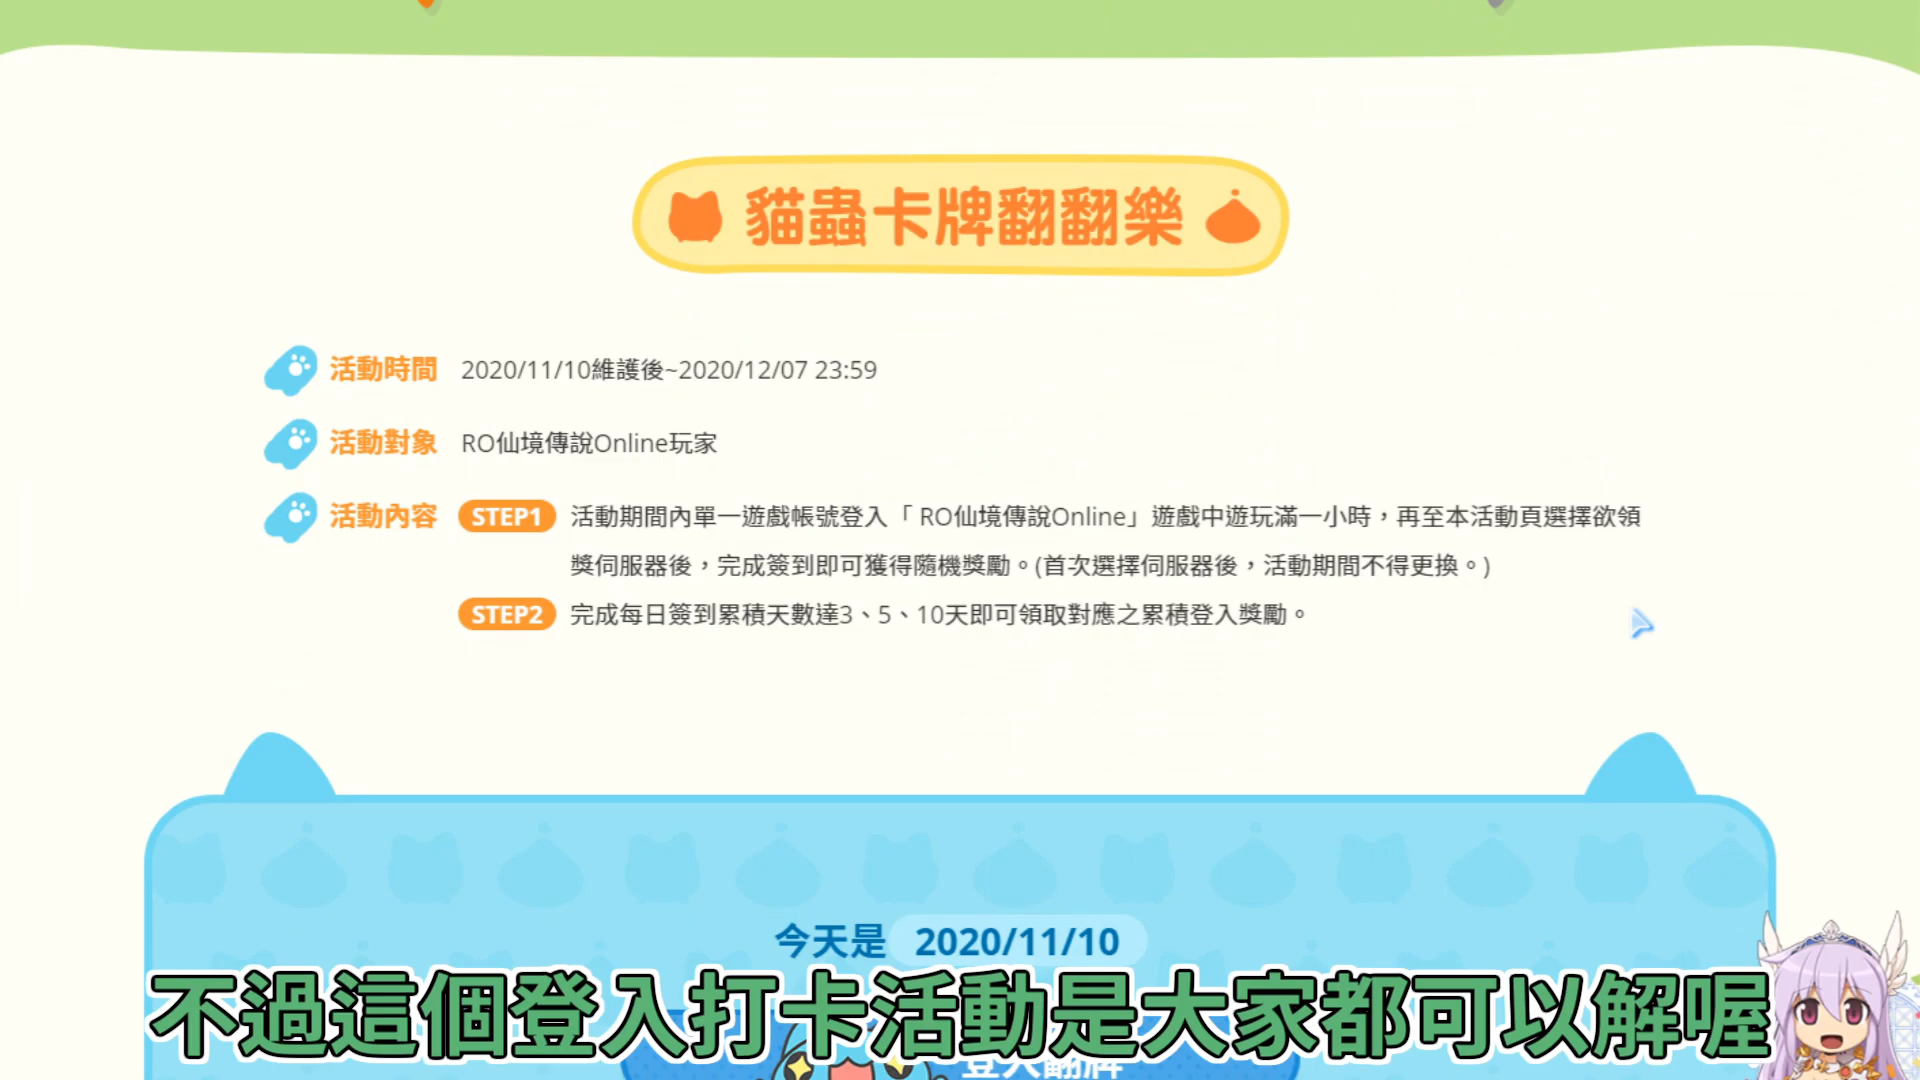 貓蟲卡牌翻翻樂
活動時間 2020/11/10維護後~2020/12/07 23:59
活動對象 RO仙境傳說Online玩家
活動內容 STEP1 活動期間內單一遊戲帳號登入「 RO仙境傳說Online」遊戲中遊玩滿一小時，再至本活動頁選擇欲領
獎伺服器後，完成簽到即可獲得隨機獎勵。(首次選擇伺服器後，活動期間不得更換。)
STEP2 完成每日簽到累積天數達3、5、10天即可領取對應之累積登入獎勵。
今天是 2020/11/10
不過這個登入打卡活動是大家都可以解喔
登入翻牌